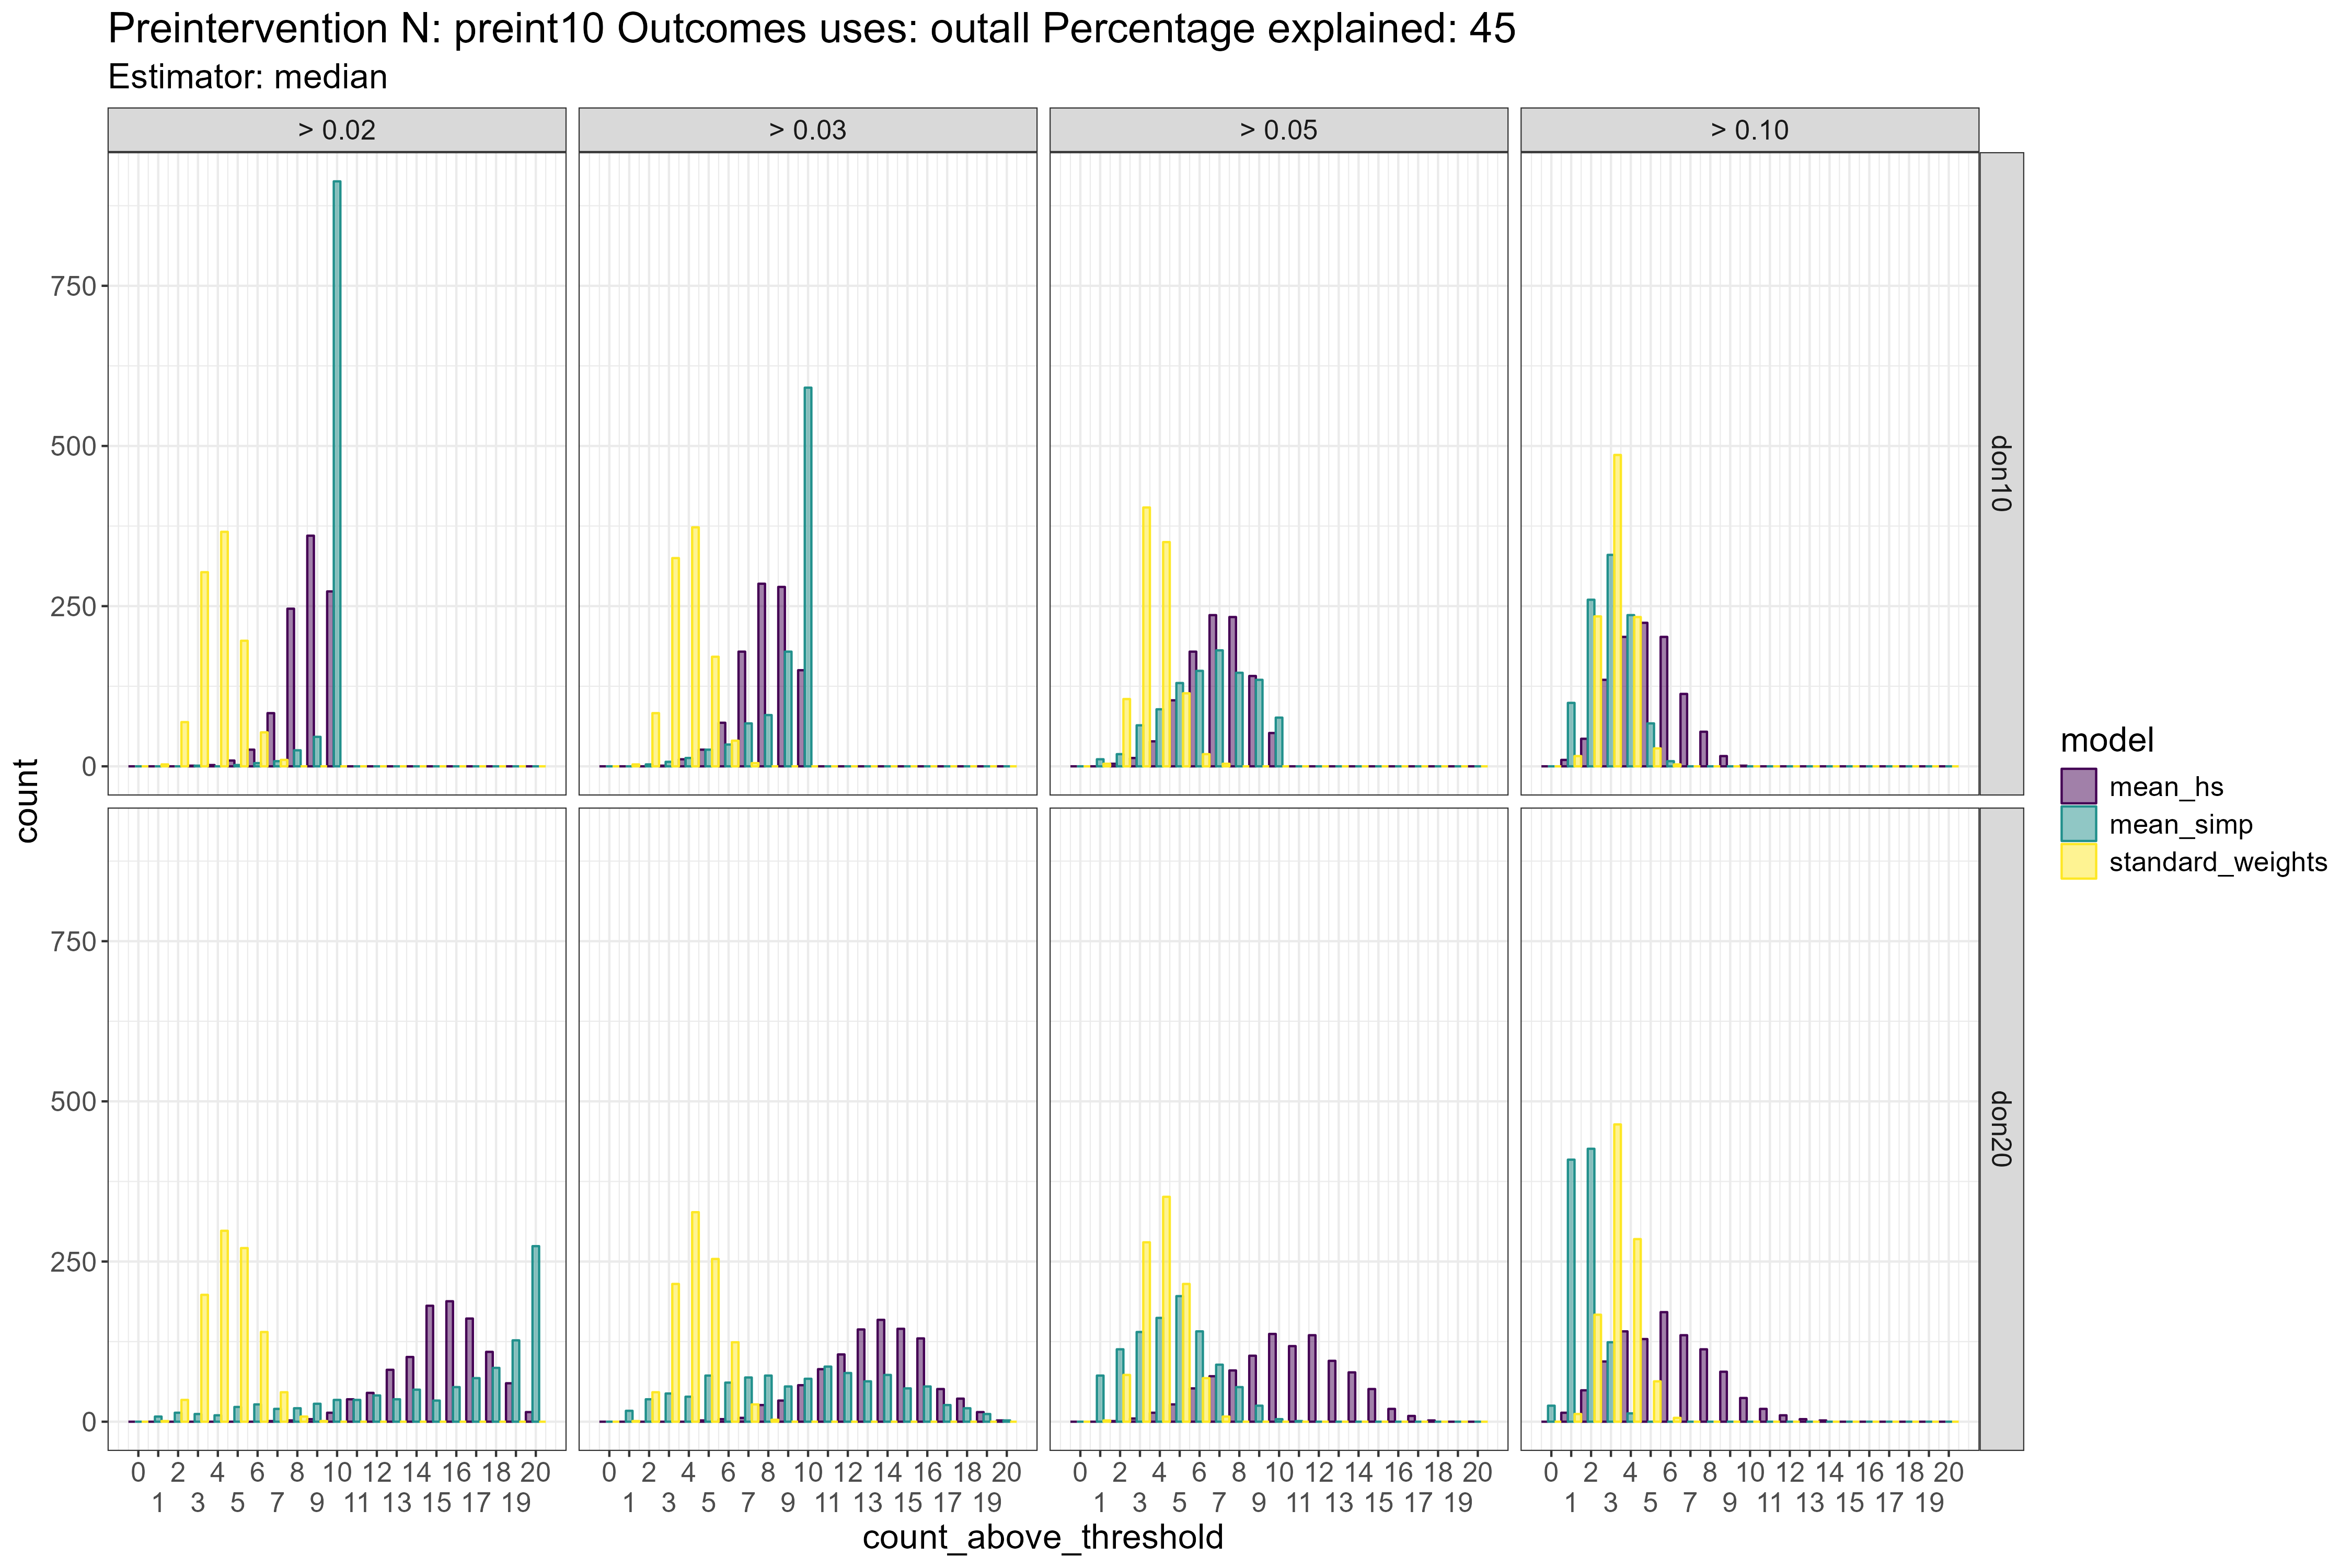 Preintervention N: preint10 Outcomes uses: outall Percentage explained: 45
Estimator: median
> 0.02
> 0.03
> 0.05
> 0.10
750
500
250
0
don10
750
500
250
0
don20
count
0 2 4 6 8 10 12 14 16 18 20
1 3 5 7 9 11 13 15 17 19
0 2 4 6 8 10 12 14 16 18 20
1 3 5 7 9 11 13 15 17 19
0 2 4 6 8 10 12 14 16 18 20
1 3 5 7 9 11 13 15 17 19
0 2 4 6 8 10 12 14 16 18 20
1 3 5 7 9 11 13 15 17 19
count_above_threshold
model
mean_hs
mean_simp
standard_weights